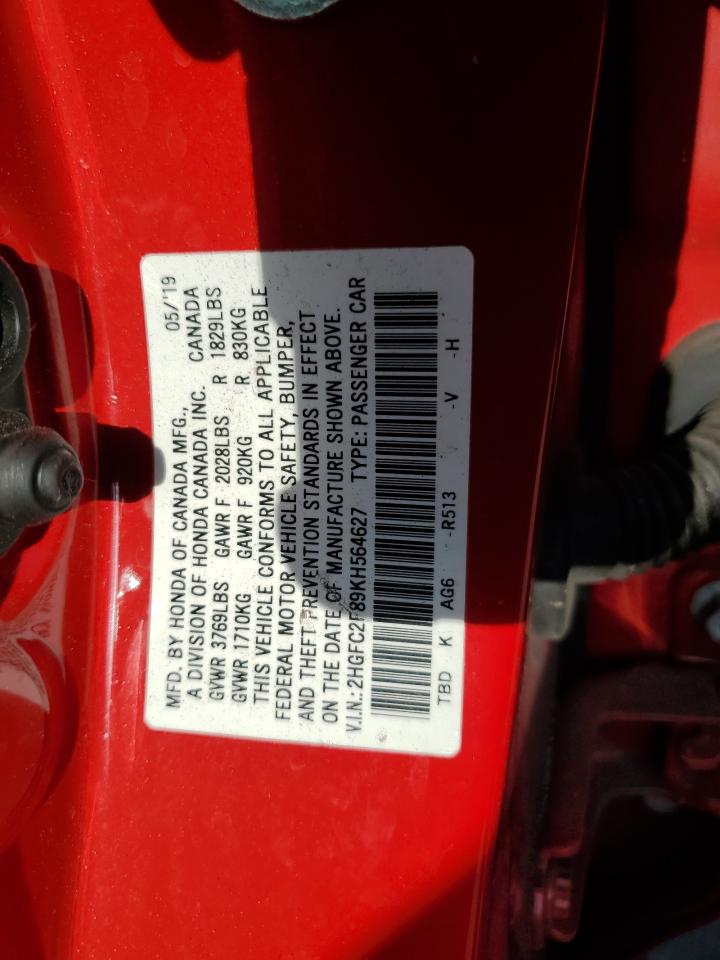 MFD. BY HONDA OF CANADA MFG., 05/'19
A DIVISION OF HONDA CANADA INC. CANADA
GVWR 3769LBS GAWR F 2028LBS R 1829LBS
GVWR 1710KG GAWR F 920KG R 830KG
THIS VEHICLE CONFORMS TO ALL APPLICABLE
FEDERAL MOTOR VEHICLE SAFETY, BUMPER,
AND THEFT PREVENTION STANDARDS IN EFFECT
ON THE DATE OF MANUFACTURE SHOWN ABOVE.
V.I.N.: 2HGFC2F89KH564627 TYPE: PASSENGER CAR
TBD K AG6 -R513 -V -H